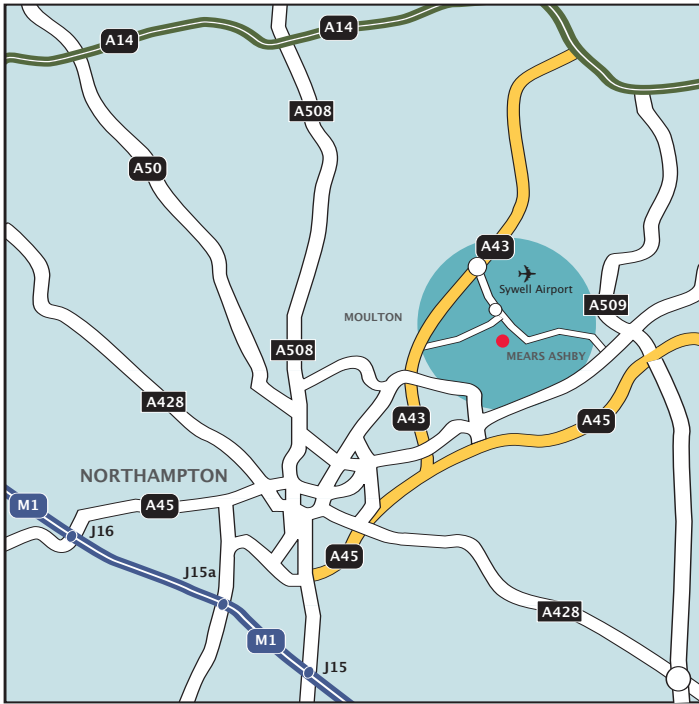 A14
A14
A508
A50
A43
Sywell Airport
A509
MOULTON
A508
MEARS ASHBY
A428
A43
A45
NORTHAMPTON
M1
A45
J16
A45
J15a
A428
M1
J15